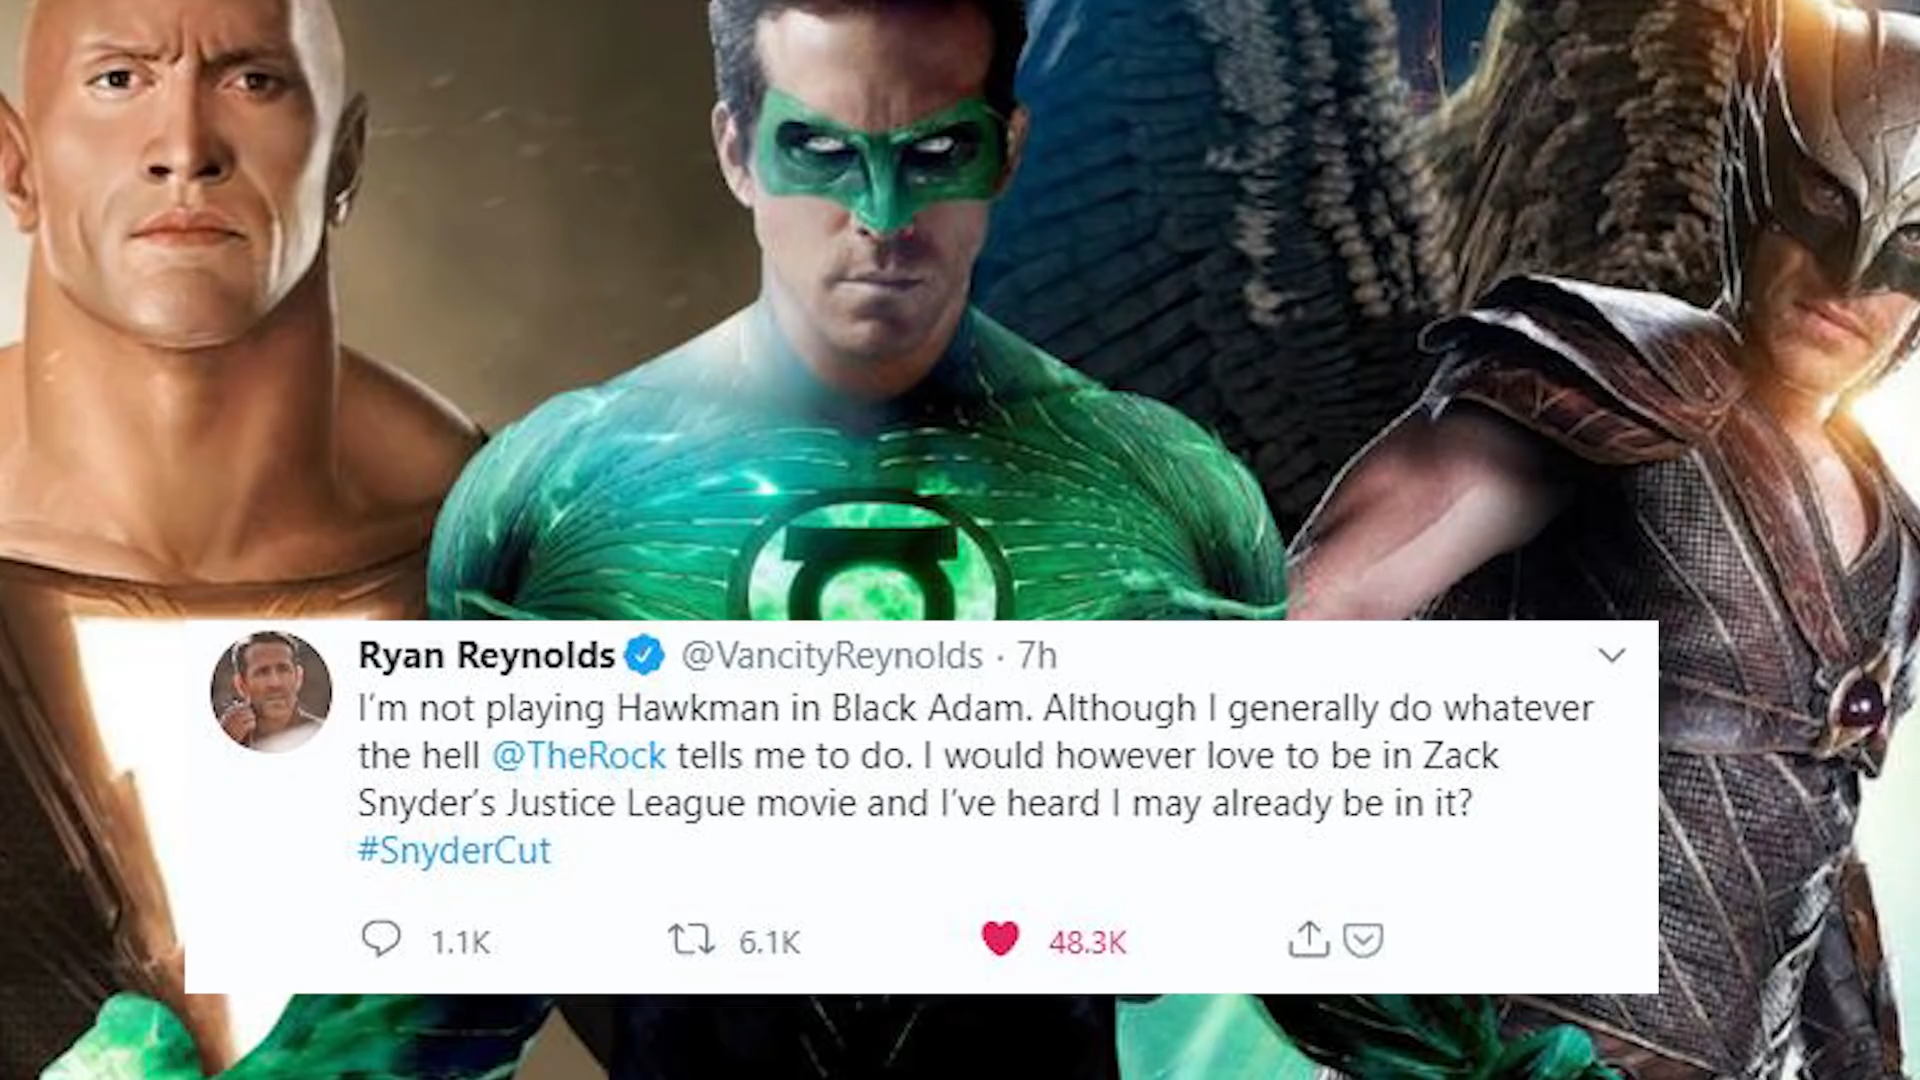 Ryan Reynolds @VancityReynolds · 7h
I'm not playing Hawkman in Black Adam. Although I generally do whatever
the hell @TheRock tells me to do. I would however love to be in Zack
Snyder's Justice League movie and I've heard I may already be in it?
#SnyderCut
1.1K 6.1K 48.3K